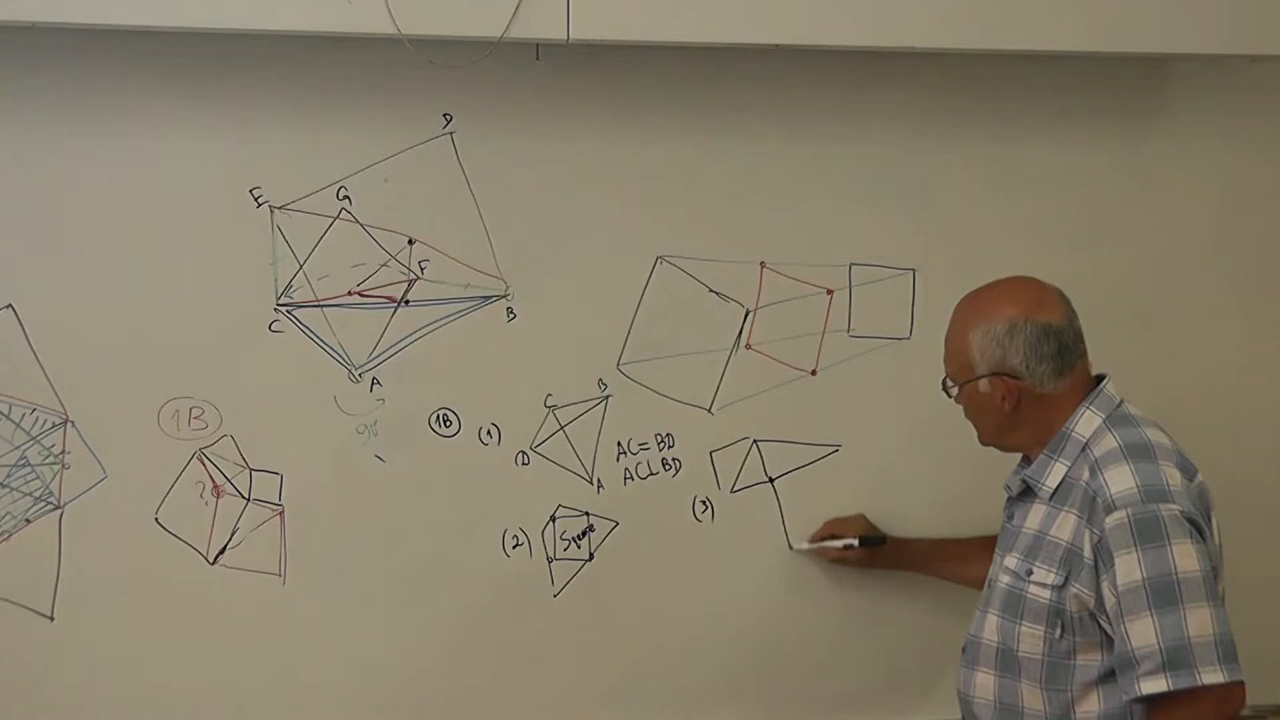 D
E
G
F
C
B
A
90
1B
?
1B
(1)
C
B
D
A
AC=BD
AC⊥BD
(2)
Square
(3)